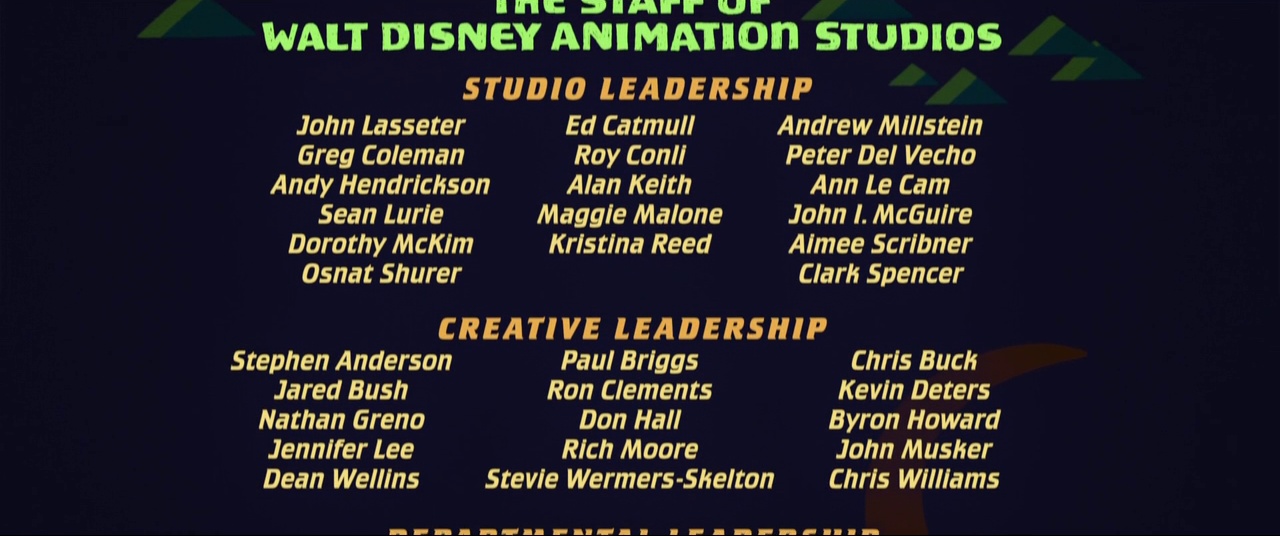 THE STAFF OF
WALT DISNEY ANIMATION STUDIOS
STUDIO LEADERSHIP
John Lasseter Ed Catmull Andrew Millstein
Greg Coleman Roy Conli Peter Del Vecho
Andy Hendrickson Alan Keith Ann Le Cam
Sean Lurie Maggie Malone John I. McGuire
Dorothy McKim Kristina Reed Aimee Scribner
Osnat Shurer Clark Spencer
CREATIVE LEADERSHIP
Stephen Anderson Paul Briggs Chris Buck
Jared Bush Ron Clements Kevin Deters
Nathan Greno Don Hall Byron Howard
Jennifer Lee Rich Moore John Musker
Dean Wellins Stevie Wermers-Skelton Chris Williams
DEPARTMENTAL LEADERSHIP